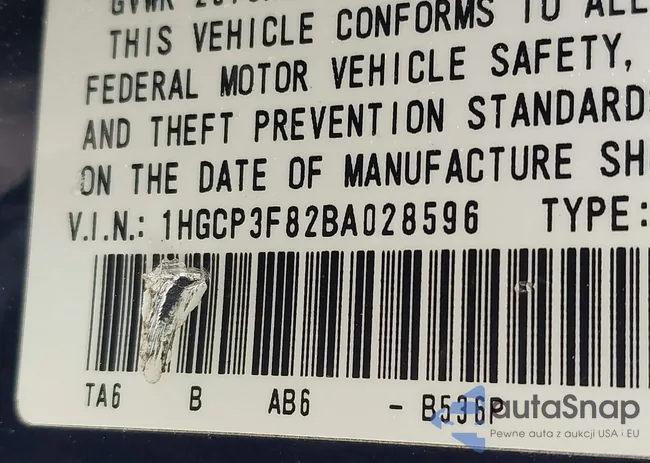 THIS VEHICLE CONFORMS TO ALL
FEDERAL MOTOR VEHICLE SAFETY,
AND THEFT PREVENTION STANDARD
ON THE DATE OF MANUFACTURE SH
V.I.N.: 1HGCP3F82BA028596 TYPE:
TA6 B AB6 - B536P
autaSnap
Pewne auta z aukcji USA i EU